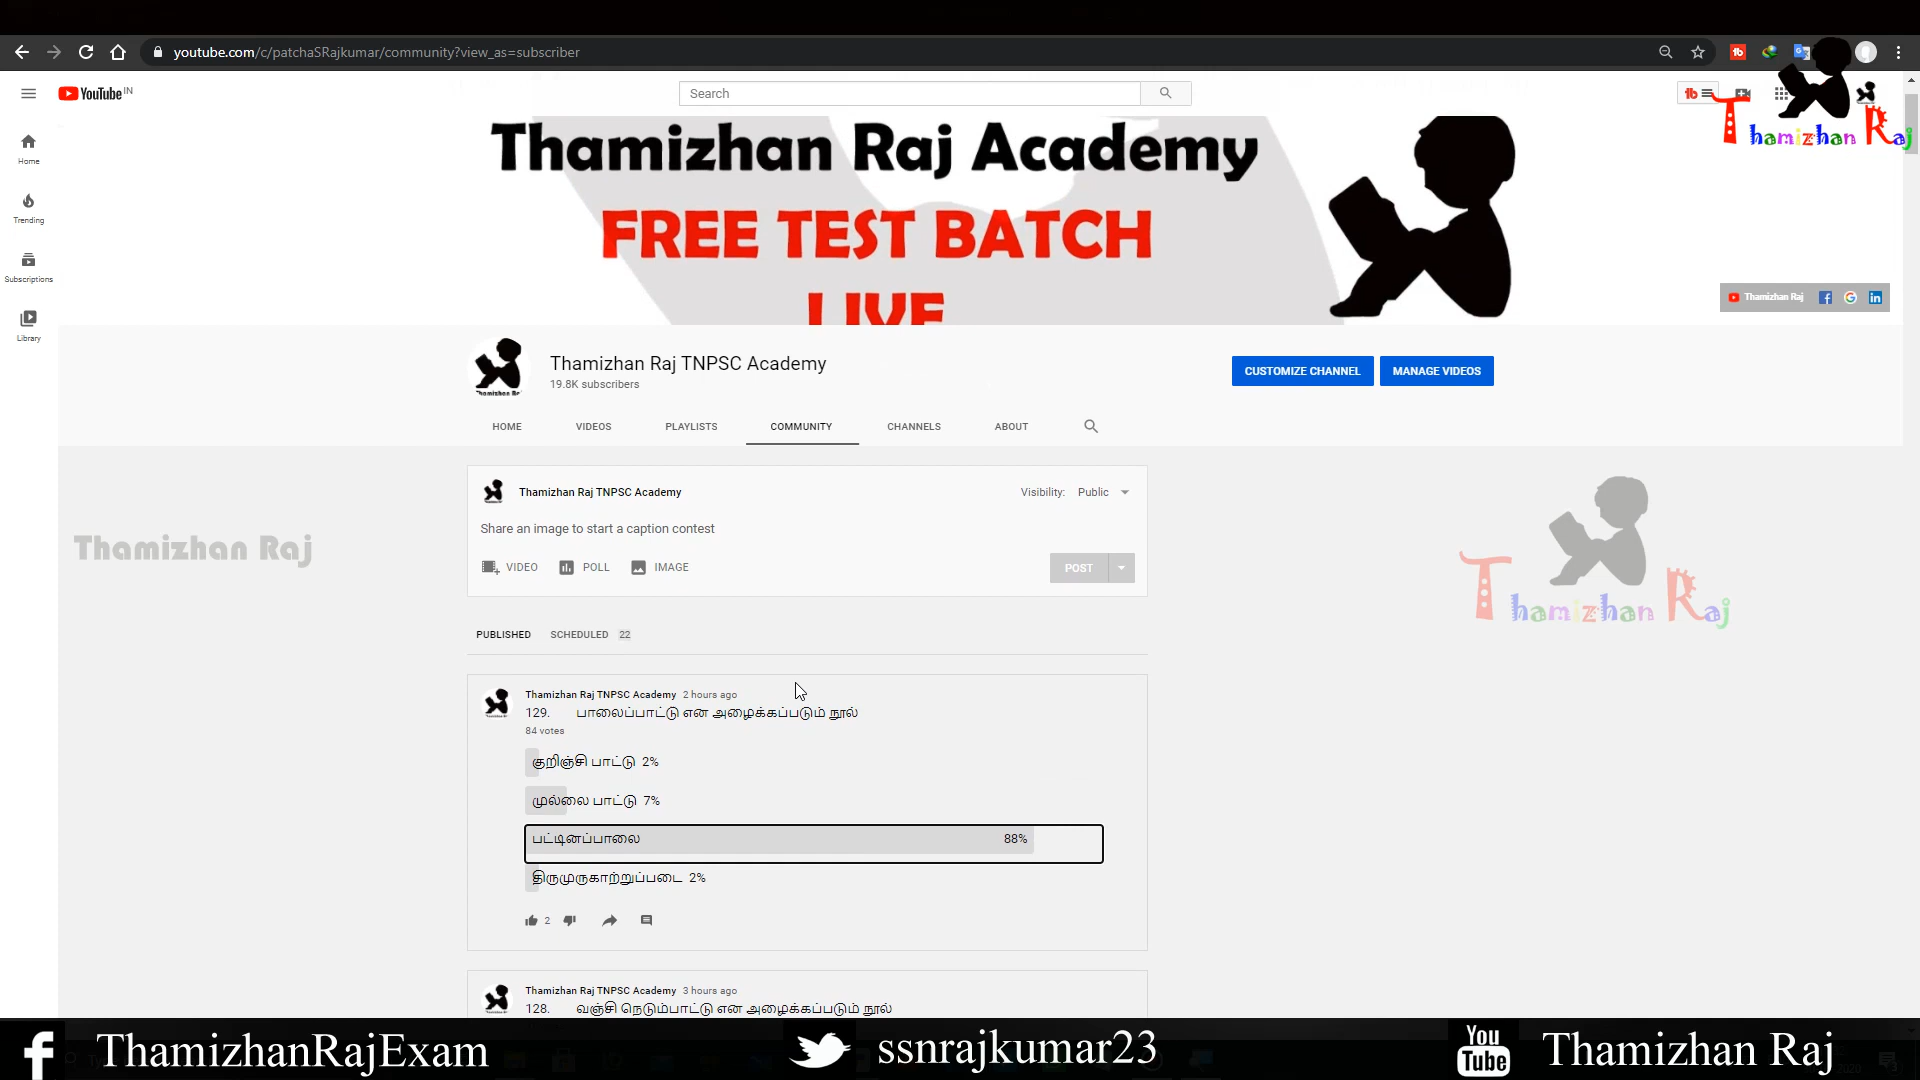 youtube.com/c/patchaSRajkumar/community?view_as=subscriber
YouTube IN
Search
Thamizhan Raj
Home
Trending
Subscriptions
Library
Thamizhan Raj Academy
FREE TEST BATCH
LIVE
Thamizhan Raj
Thamizhan Raj TNPSC Academy
19.8K subscribers
CUSTOMIZE CHANNEL
MANAGE VIDEOS
HOME VIDEOS PLAYLISTS COMMUNITY CHANNELS ABOUT
Thamizhan Raj TNPSC Academy
Visibility: Public
Share an image to start a caption contest
VIDEO POLL IMAGE
POST
Thamizhan Raj
Thamizhan Raj
PUBLISHED SCHEDULED 22
Thamizhan Raj TNPSC Academy 2 hours ago
129. பாலைப்பாட்டு என அழைக்கப்படும் நூல்
84 votes
குறிஞ்சி பாட்டு 2%
முல்லை பாட்டு 7%
பட்டினப்பாலை 88%
திருமுருகாற்றுப்படை 2%
2
Thamizhan Raj TNPSC Academy 3 hours ago
128. வஞ்சி நெடும்பாட்டு என அழைக்கப்படும் நூல்
ThamizhanRajExam
ssnrajkumar23
You Tube
Thamizhan Raj